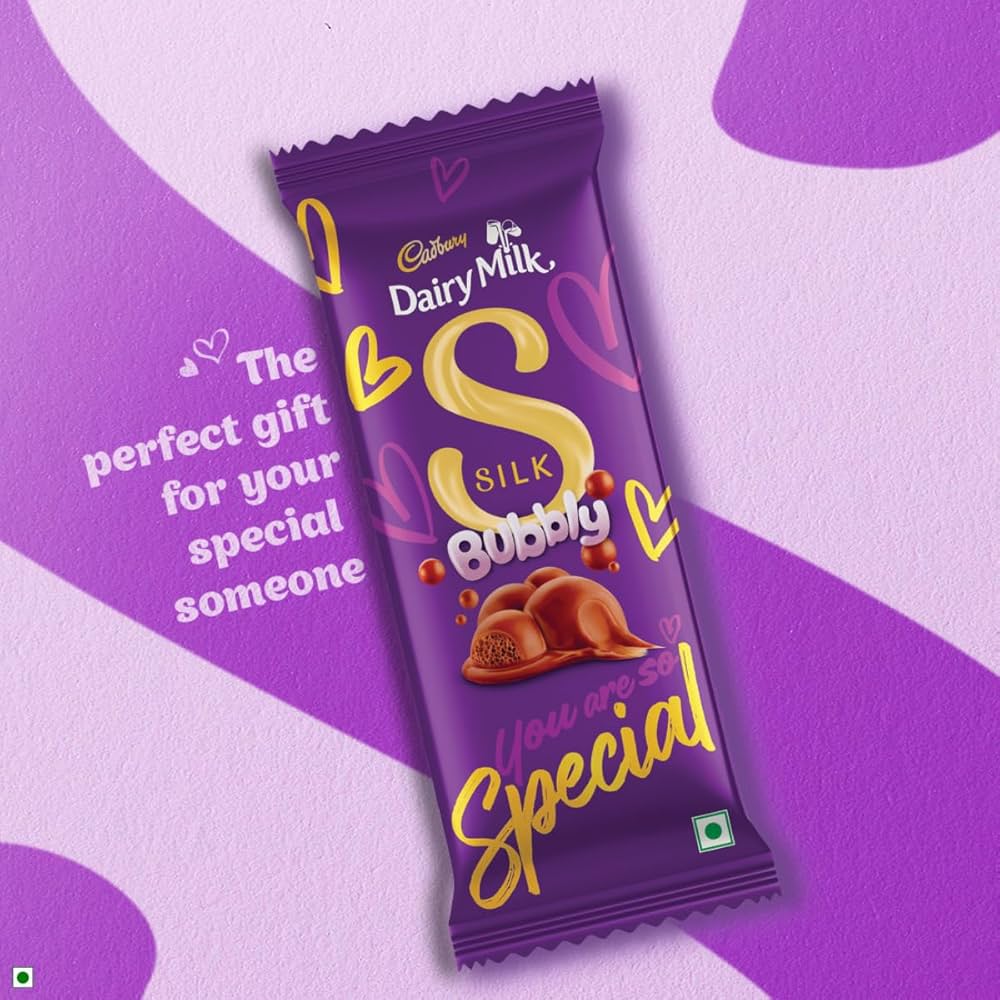 The
perfect gift
for your
special
someone
Cadbury
Dairy Milk
S
SILK
Bubbly
You are so
Special